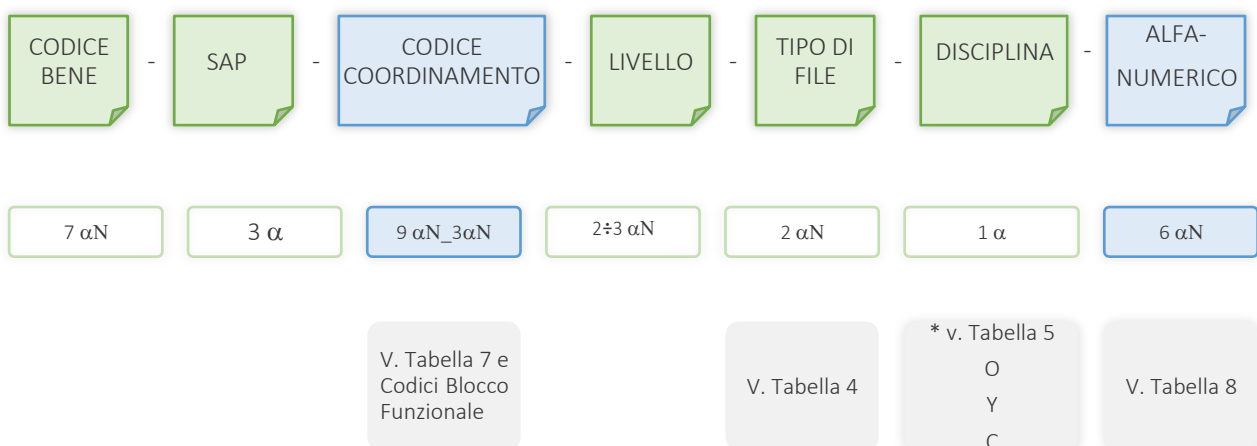 CODICE
BENE
-
SAP
-
CODICE
COORDINAMENTO
-
LIVELLO
-
TIPO DI
FILE
-
DISCIPLINA
-
ALFA-
NUMERICO
7 αN
3 α
9 αN_3αN
2÷3 αN
2 αN
1 α
6 αN
V. Tabella 7 e
Codici Blocco
Funzionale
V. Tabella 4
* v. Tabella 5
O
Y
C
V. Tabella 8